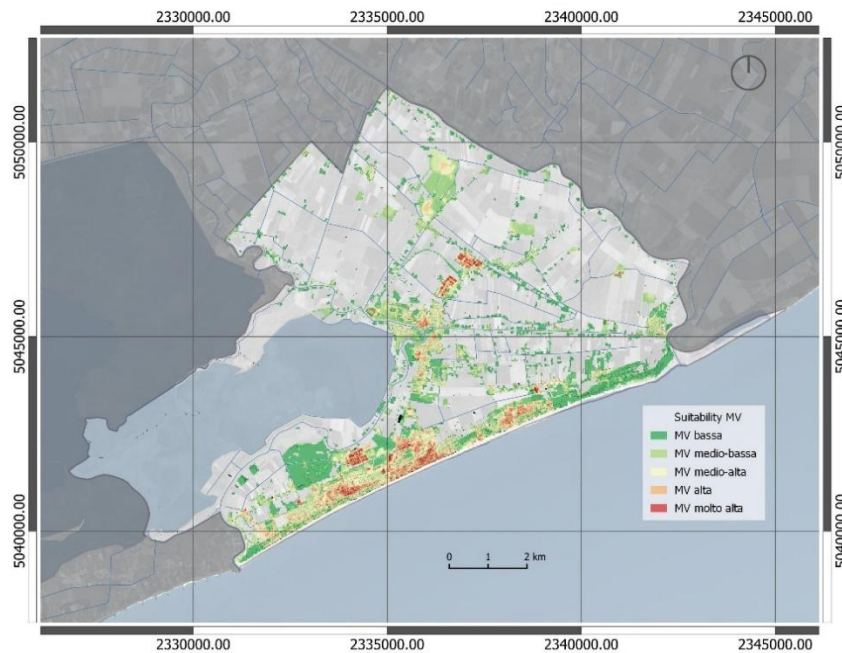 2330000.00 2335000.00 2340000.00 2345000.00
5050000.00 5050000.00
5045000.00 5045000.00
5040000.00 5040000.00
Suitability MV
MV bassa
MV medio-bassa
MV medio-alta
MV alta
MV molto alta
0 1 2 km
2330000.00 2335000.00 2340000.00 2345000.00